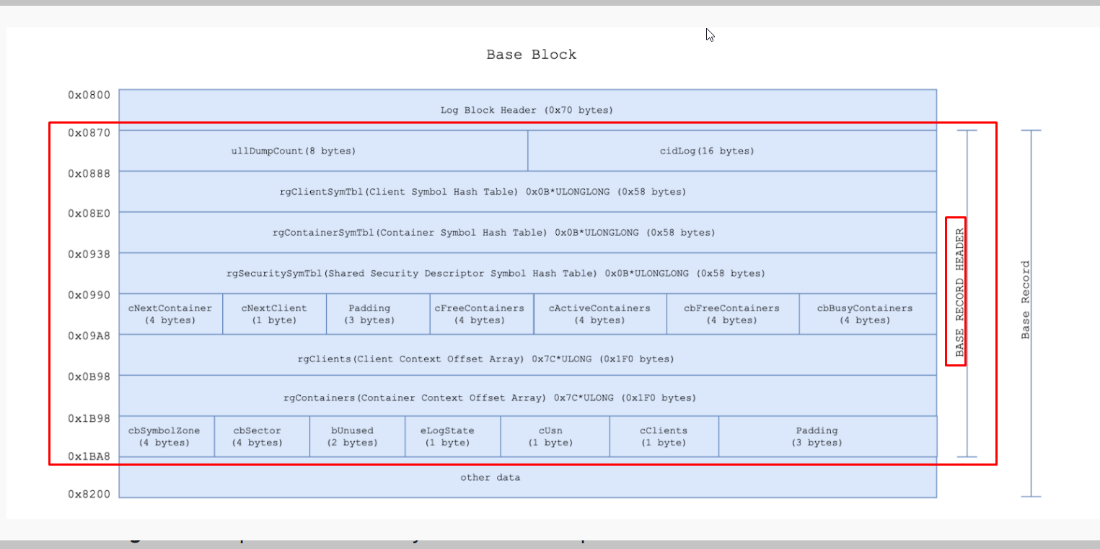 Base Block
0x0800
Log Block Header (0x70 bytes)
0x0870
ullDumpCount(8 bytes) cidLog(16 bytes)
0x0888
rgClientSymTbl(Client Symbol Hash Table) 0x0B*ULONGLONG (0x58 bytes)
0x08E0
rgContainerSymTbl(Container Symbol Hash Table) 0x0B*ULONGLONG (0x58 bytes)
0x0938
rgSecuritySymTbl(Shared Security Descriptor Symbol Hash Table) 0x0B*ULONGLONG (0x58 bytes)
0x0990
cNextContainer cNextClient Padding cFreeContainers cActiveContainers cbFreeContainers cbBusyContainers
(4 bytes) (1 byte) (3 bytes) (4 bytes) (4 bytes) (4 bytes) (4 bytes)
0x09A8
rgClients(Client Context Offset Array) 0x7C*ULONG (0x1F0 bytes)
0x0B98
rgContainers(Container Context Offset Array) 0x7C*ULONG (0x1F0 bytes)
0x1B98
cbSymbolZone cbSector bUnused eLogState cUsn cClients Padding
(4 bytes) (4 bytes) (2 bytes) (1 byte) (1 byte) (1 byte) (3 bytes)
0x1BA8
other data
0x8200
BASE RECORD HEADER
Base Record